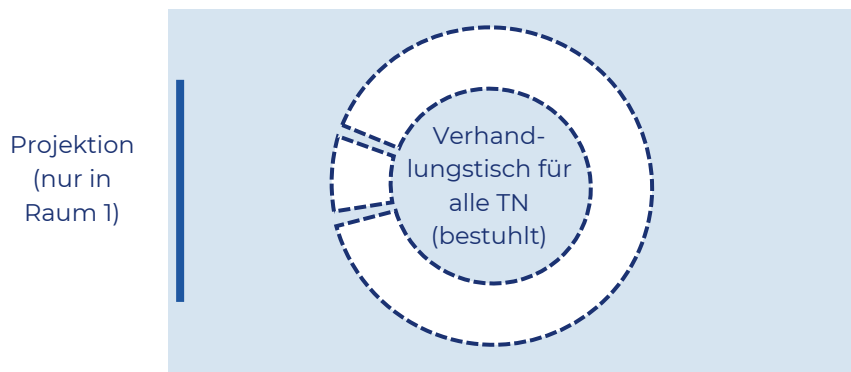 Projektion
(nur in
Raum 1)
Verhand-
lungstisch für
alle TN
(bestuhlt)